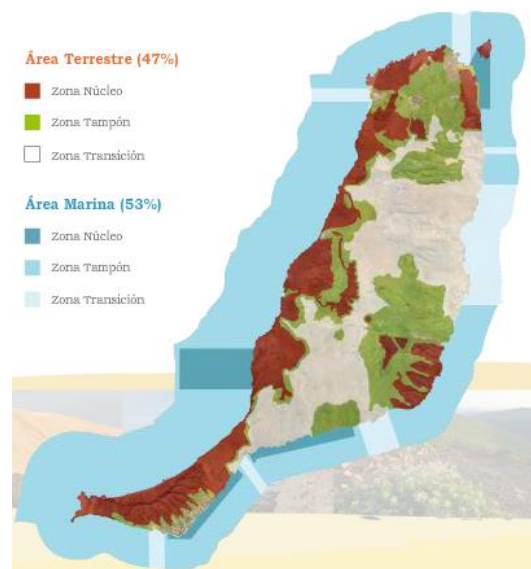 Área Terrestre (47%)
Zona Núcleo
Zona Tampón
Zona Transición
Área Marina (53%)
Zona Núcleo
Zona Tampón
Zona Transición